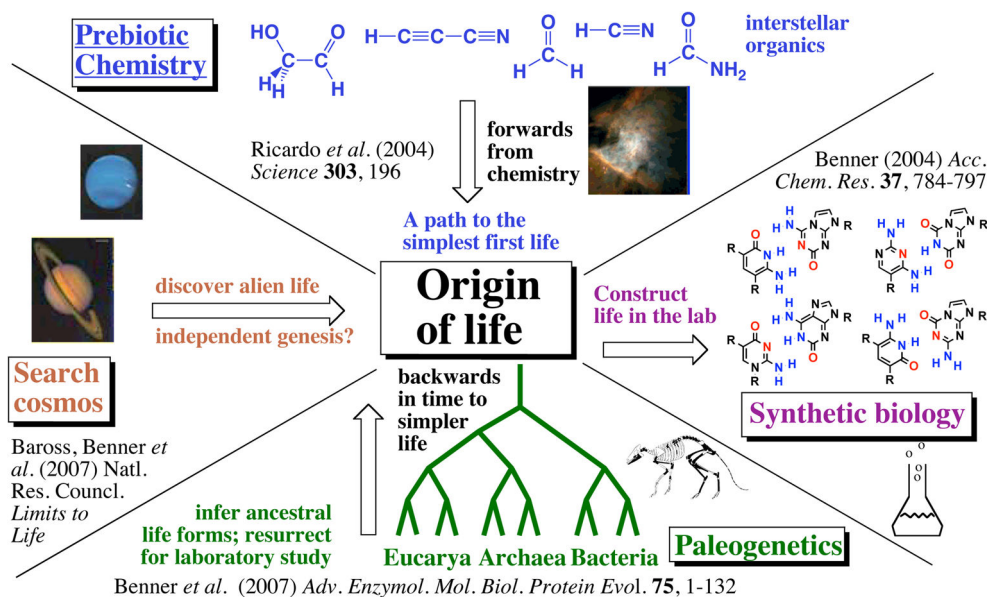 Prebiotic
Chemistry
HO
O
C
C
H
H
H
H—C≡C—C≡N
O
C
H
H
H—C≡N
O
C
H
NH2
interstellar
organics
Ricardo et al. (2004)
Science 303, 196
forwards
from
chemistry
Benner (2004) Acc.
Chem. Res. 37, 784-797
A path to the
simplest first life
Origin
of life
discover alien life
independent genesis?
Search
cosmos
Baross, Benner et
al. (2007) Natl.
Res. Councl.
Limits to
Life
Construct
life in the lab
Synthetic biology
backwards
in time to
simpler
life
infer ancestral
life forms; resurrect
for laboratory study
Eucarya Archaea Bacteria
Paleogenetics
Benner et al. (2007) Adv. Enzymol. Mol. Biol. Protein Evol. 75, 1-132